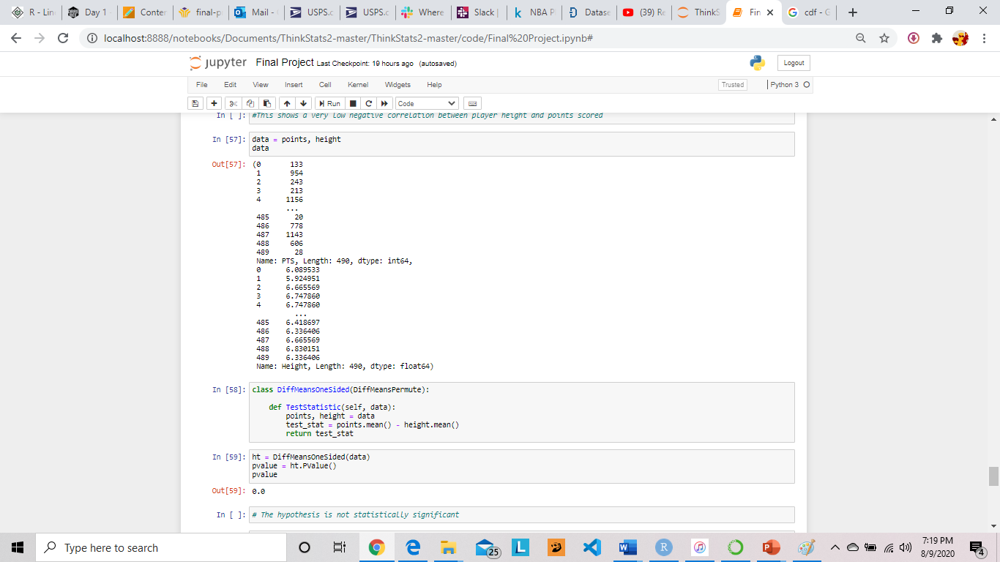 R - Lin
Day 1
Conter
final-p
Mail -
USPS.c
USPS.c
Where
Slack |
NBA P
Datase
(39) Re
ThinkS
Fin
cdf - G
localhost:8888/notebooks/Documents/ThinkStats2-master/ThinkStats2-master/code/Final%20Project.ipynb#
jupyter Final Project Last Checkpoint: 19 hours ago (autosaved)
Logout
File Edit View Insert Cell Kernel Widgets Help
Trusted
Python 3
Run
Code
In [ ]: #This shows a very low negative correlation between player height and points scored
In [57]: data = points, height
data
Out[57]: (0 133
1 954
2 243
3 213
4 1156
...
485 20
486 778
487 1143
488 606
489 28
Name: PTS, Length: 490, dtype: int64,
0 6.089533
1 5.924951
2 6.665569
3 6.747860
4 6.747860
...
485 6.418697
486 6.336406
487 6.665569
488 6.830151
489 6.336406
Name: Height, Length: 490, dtype: float64)
In [58]: class DiffMeansOneSided(DiffMeansPermute):
def TestStatistic(self, data):
points, height = data
test_stat = points.mean() - height.mean()
return test_stat
In [59]: ht = DiffMeansOneSided(data)
pvalue = ht.PValue()
pvalue
Out[59]: 0.0
In [ ]: # The hypothesis is not statistically significant
Type here to search
25
L
W
R
P
7:19 PM
8/9/2020
4